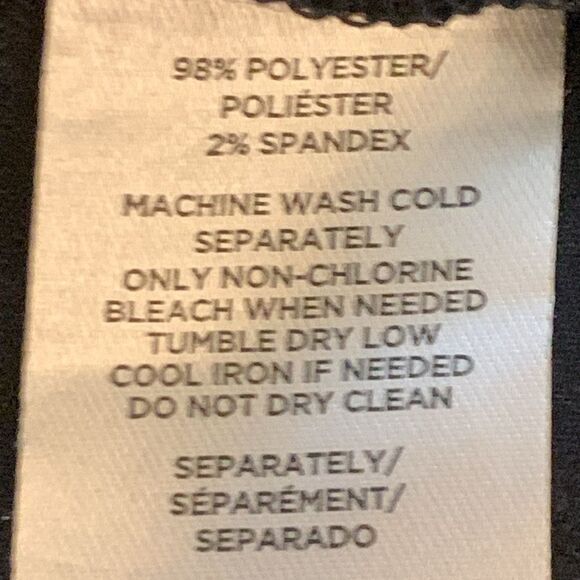 98% POLYESTER/
POLIÉSTER
2% SPANDEX
MACHINE WASH COLD
SEPARATELY
ONLY NON-CHLORINE
BLEACH WHEN NEEDED
TUMBLE DRY LOW
COOL IRON IF NEEDED
DO NOT DRY CLEAN
SEPARATELY/
SÉPARÉMENT/
SEPARADO